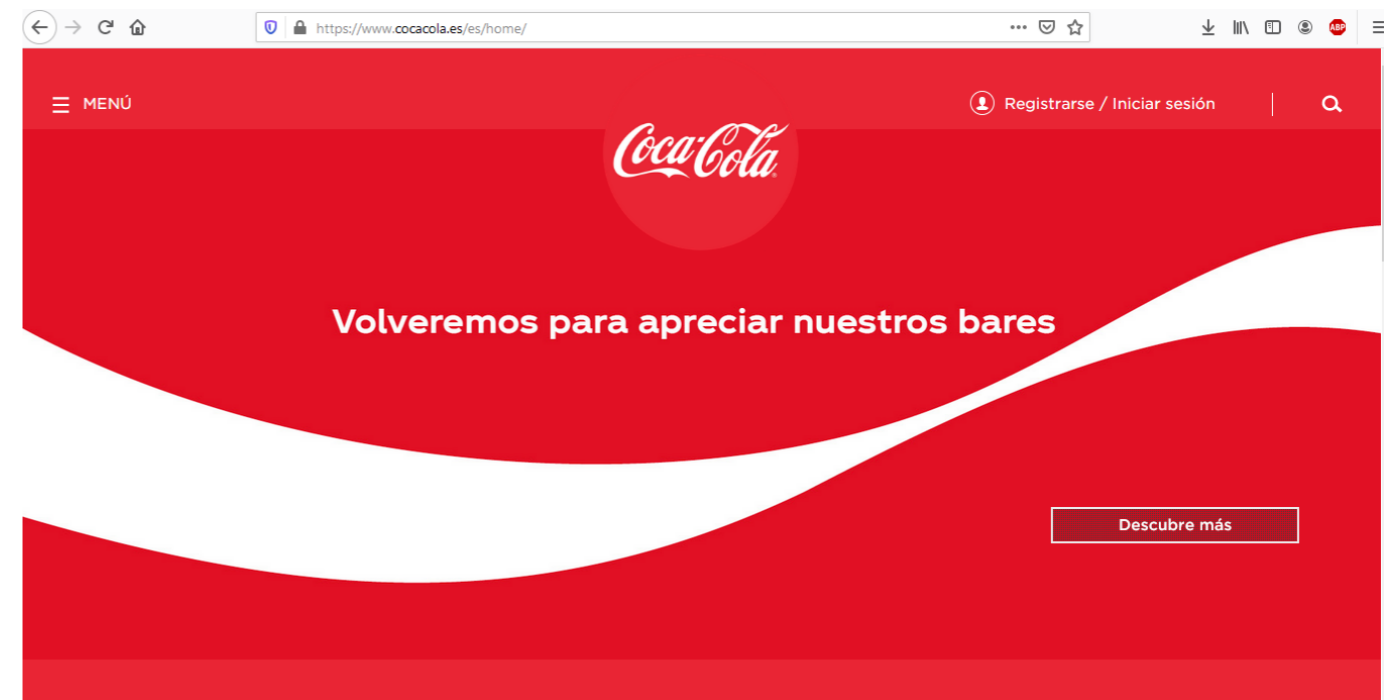 https://www.cocacola.es/es/home/
ABP
MENÚ
Registrarse / Iniciar sesión
Coca-Cola
Volveremos para apreciar nuestros bares
Descubre más